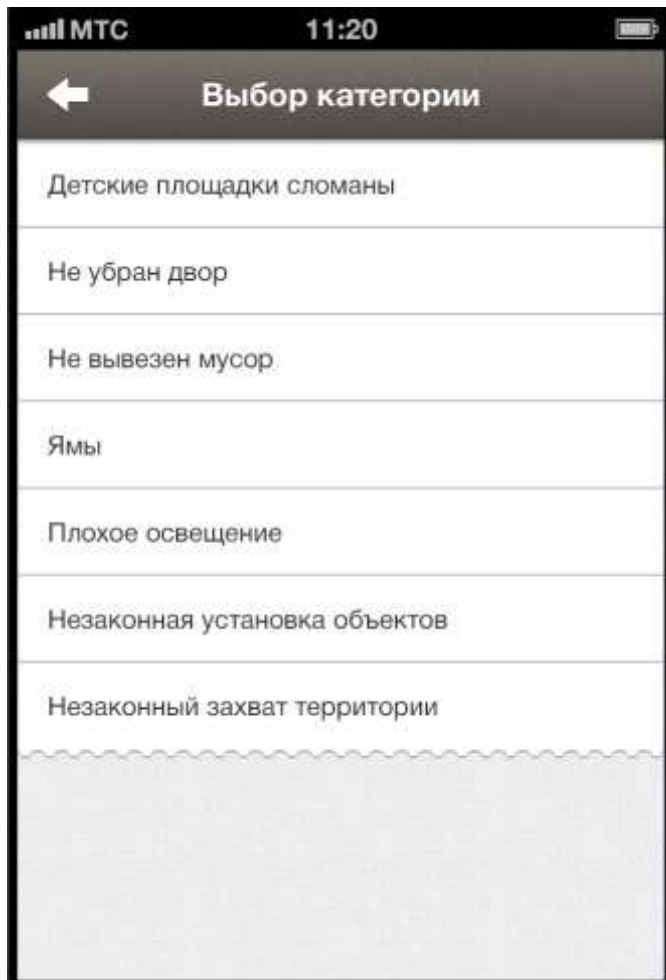 МТС 11:20
Выбор категории
Детские площадки сломаны
Не убран двор
Не вывезен мусор
Ямы
Плохое освещение
Незаконная установка объектов
Незаконный захват территории